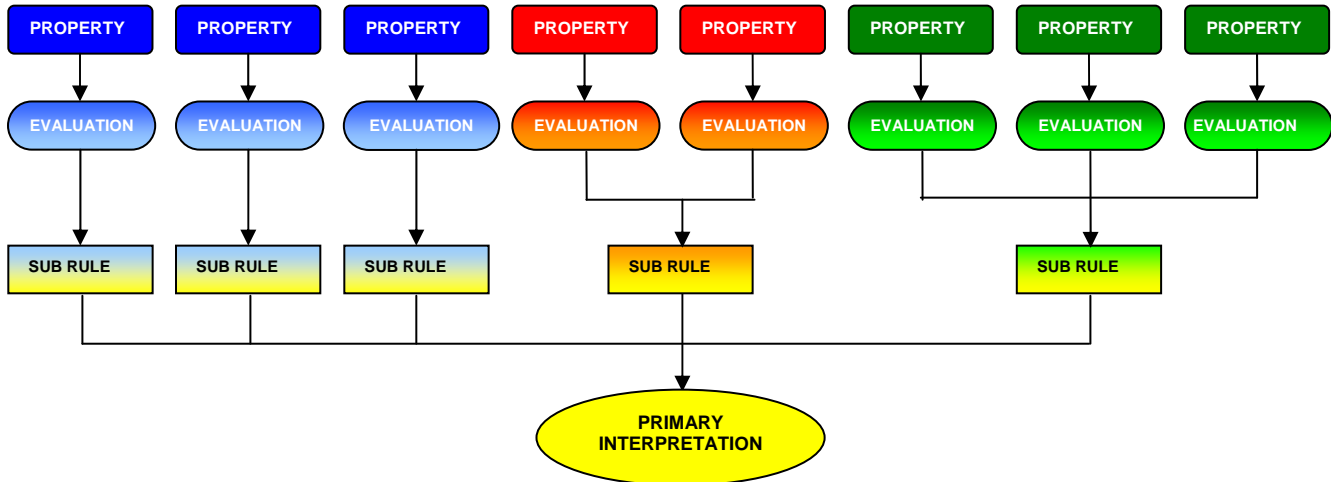 PROPERTY PROPERTY PROPERTY PROPERTY PROPERTY PROPERTY PROPERTY PROPERTY
EVALUATION EVALUATION EVALUATION EVALUATION EVALUATION EVALUATION EVALUATION EVALUATION
SUB RULE SUB RULE SUB RULE SUB RULE SUB RULE
PRIMARY
INTERPRETATION